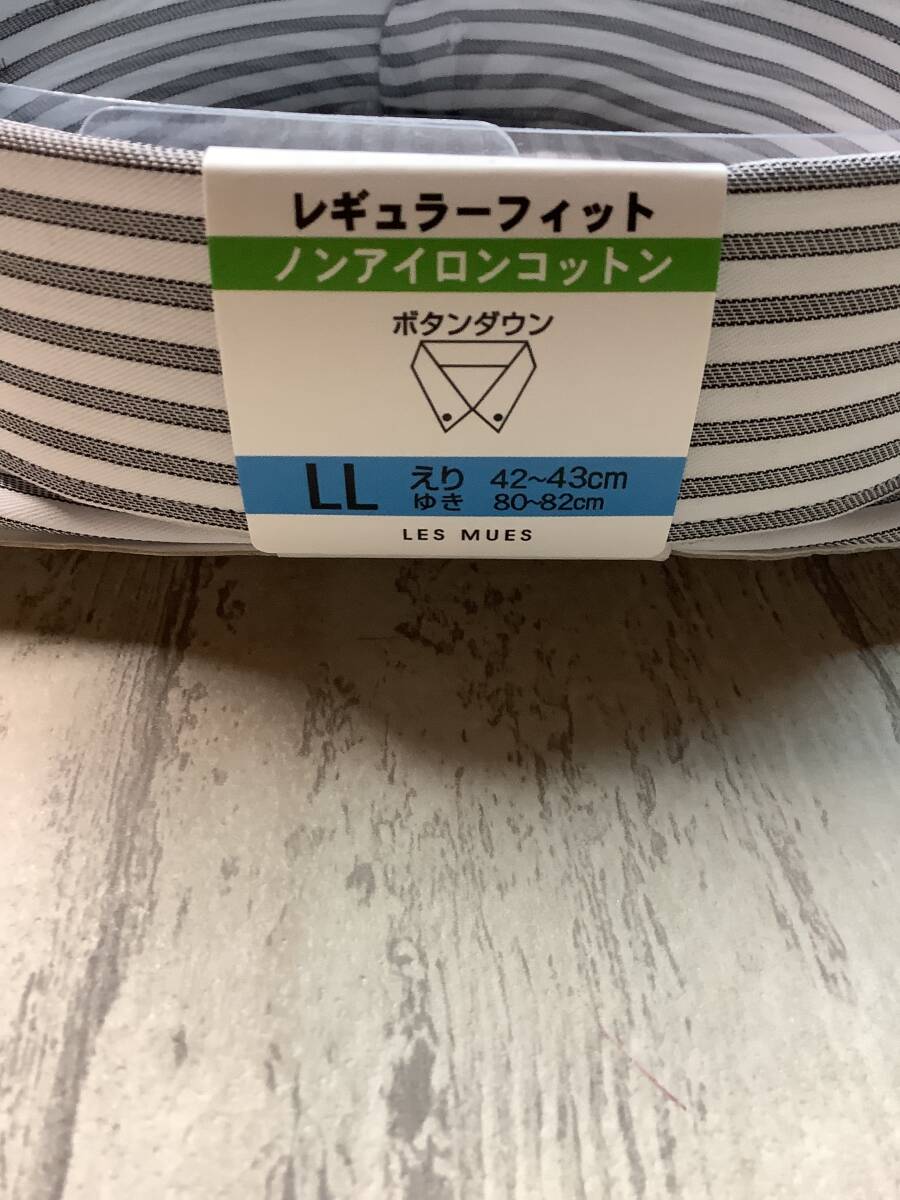 レギュラーフィット
ノンアイロンコットン
ボタンダウン
LL えり 42~43cm
ゆき 80~82cm
LES MUES